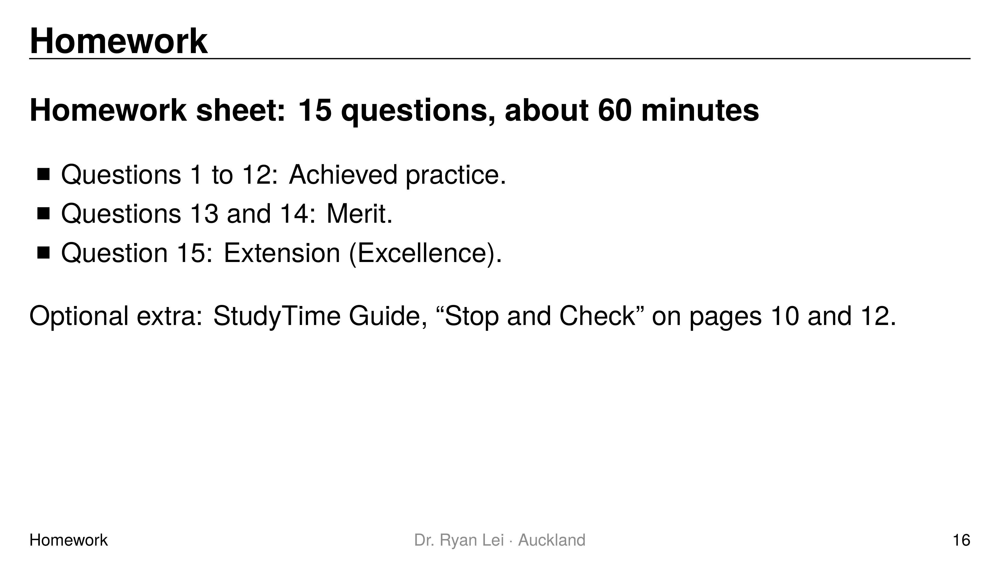 Homework
Homework sheet: 15 questions, about 60 minutes
■ Questions 1 to 12: Achieved practice.
■ Questions 13 and 14: Merit.
■ Question 15: Extension (Excellence).
Optional extra: StudyTime Guide, “Stop and Check” on pages 10 and 12.
Homework
Dr. Ryan Lei · Auckland
16